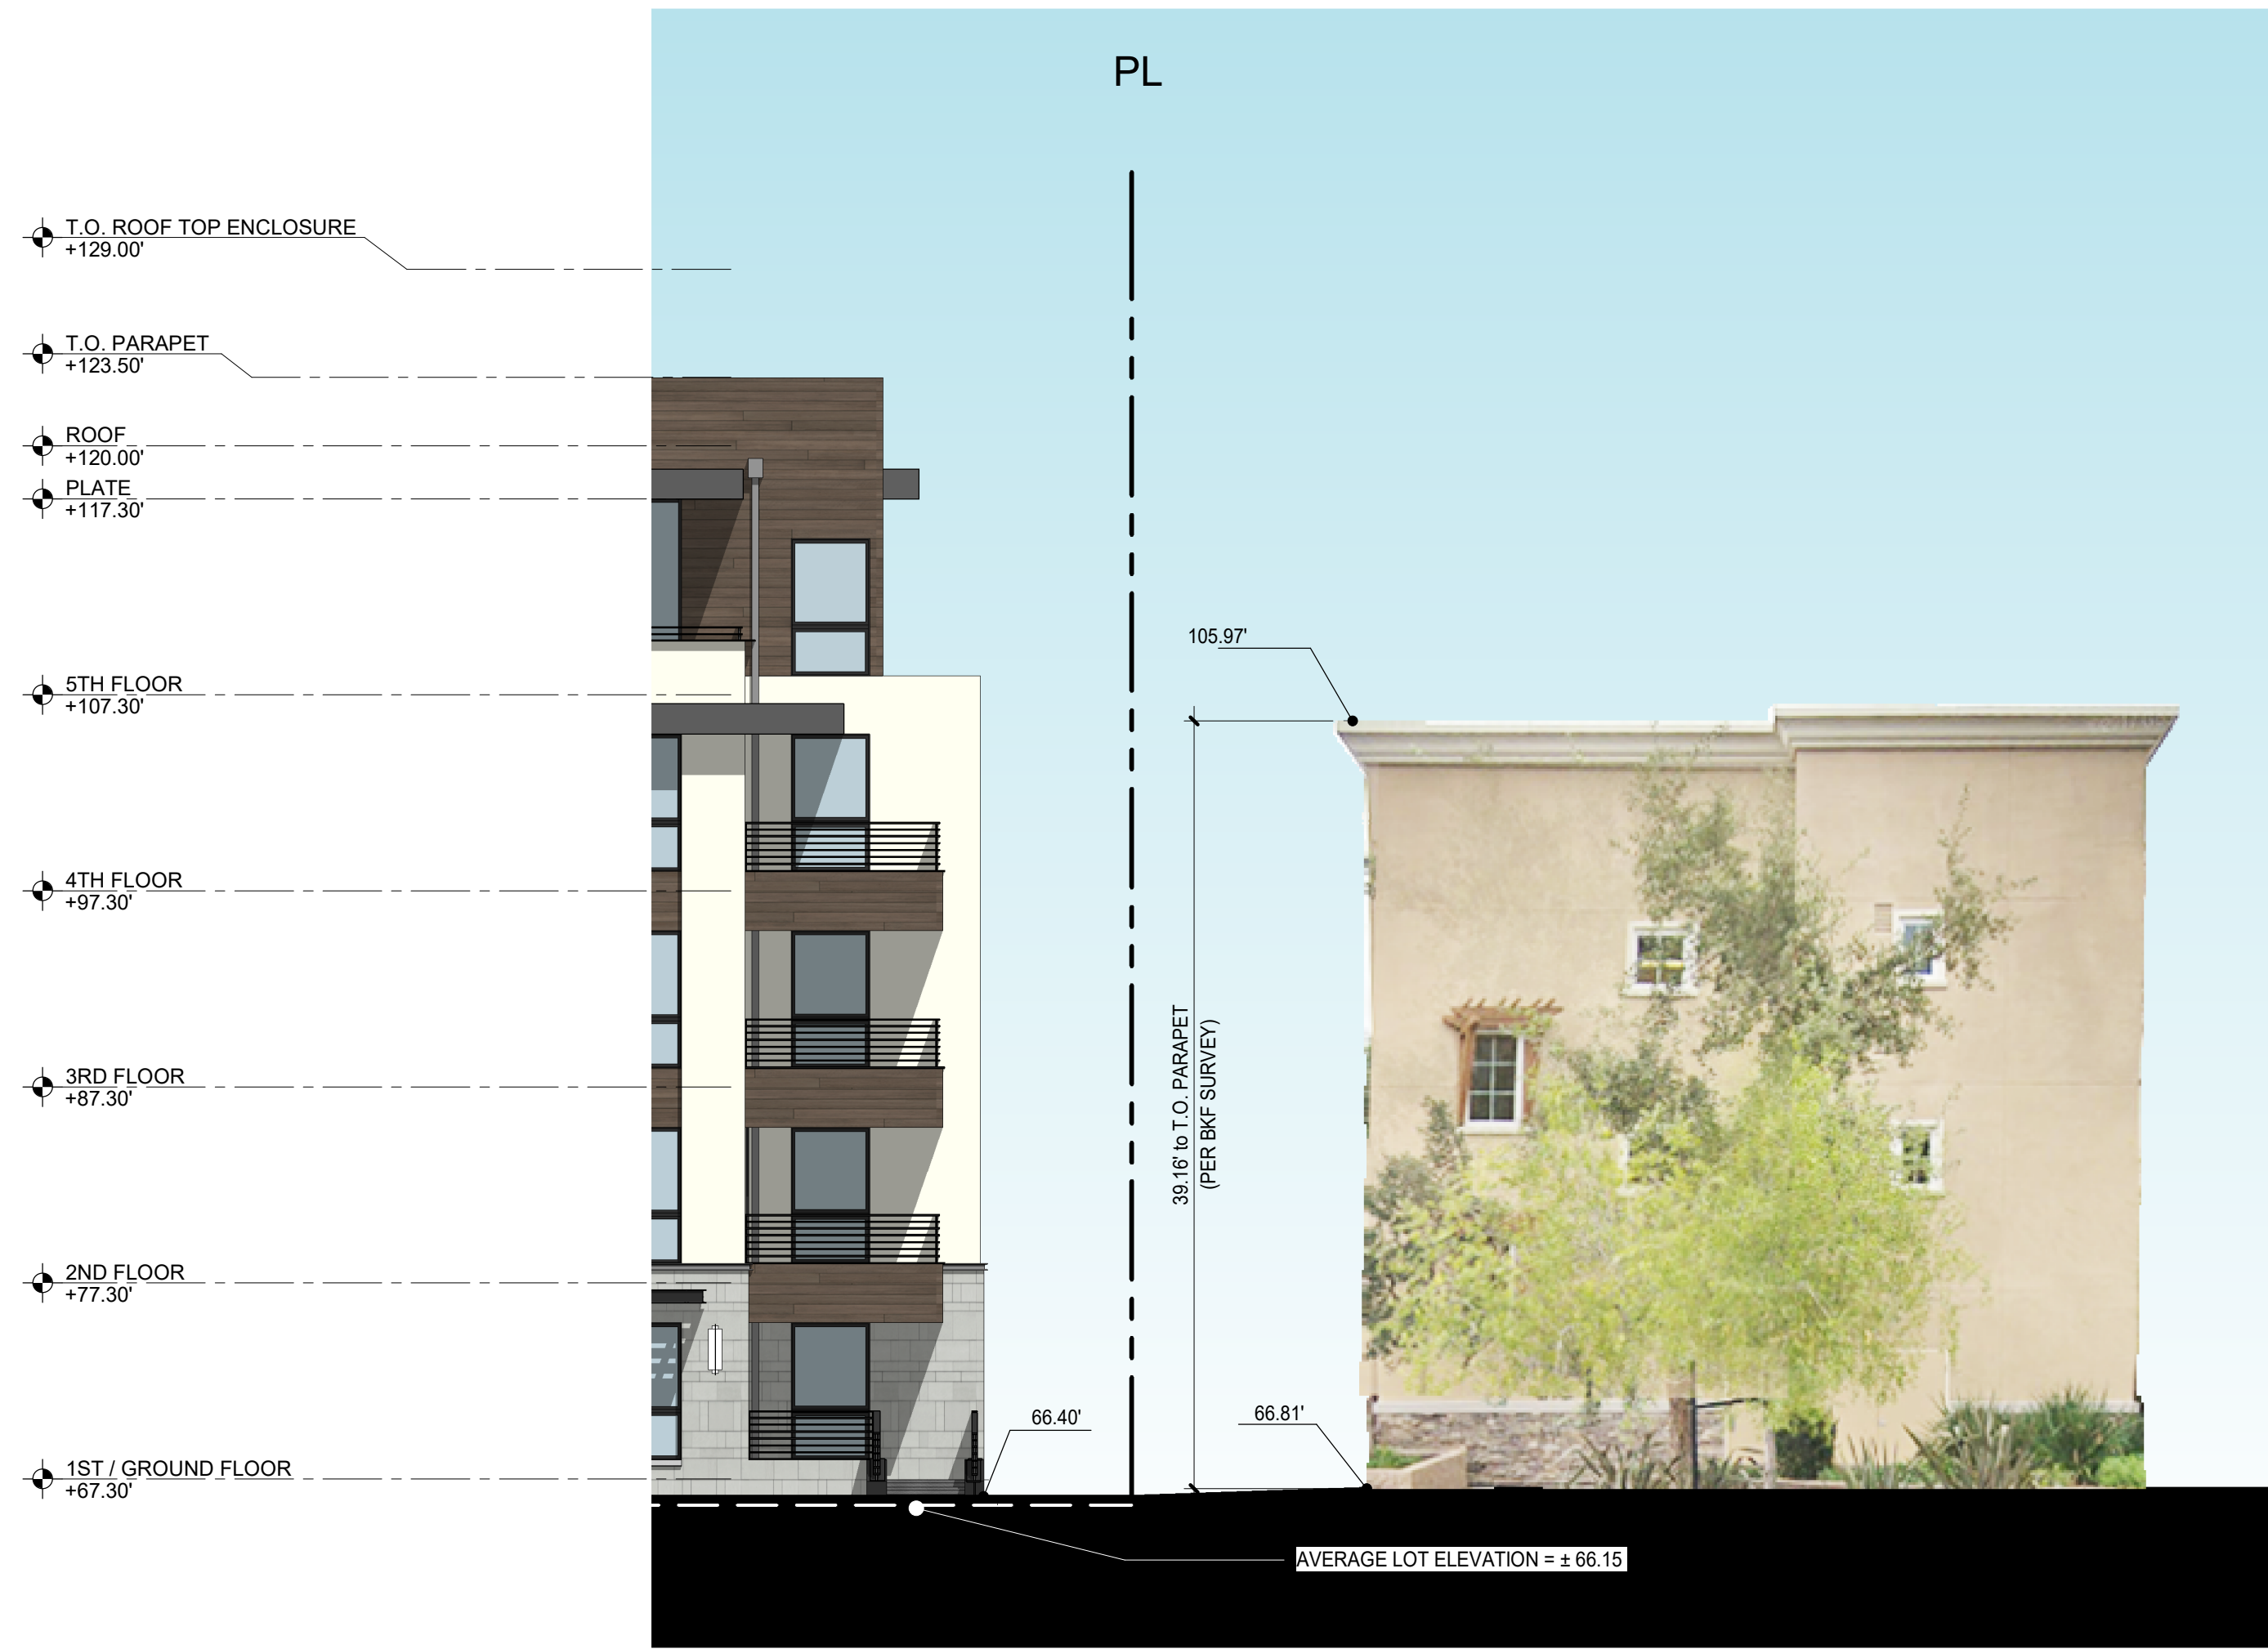 PL
T.O. ROOF TOP ENCLOSURE
+129.00'
T.O. PARAPET
+123.50'
ROOF
+120.00'
PLATE
+117.30'
105.97'
5TH FLOOR
+107.30'
4TH FLOOR
+97.30'
39.16' to T.O. PARAPET
(PER BKF SURVEY)
3RD FLOOR
+87.30'
2ND FLOOR
+77.30'
66.40'
66.81'
1ST / GROUND FLOOR
+67.30'
AVERAGE LOT ELEVATION = ± 66.15